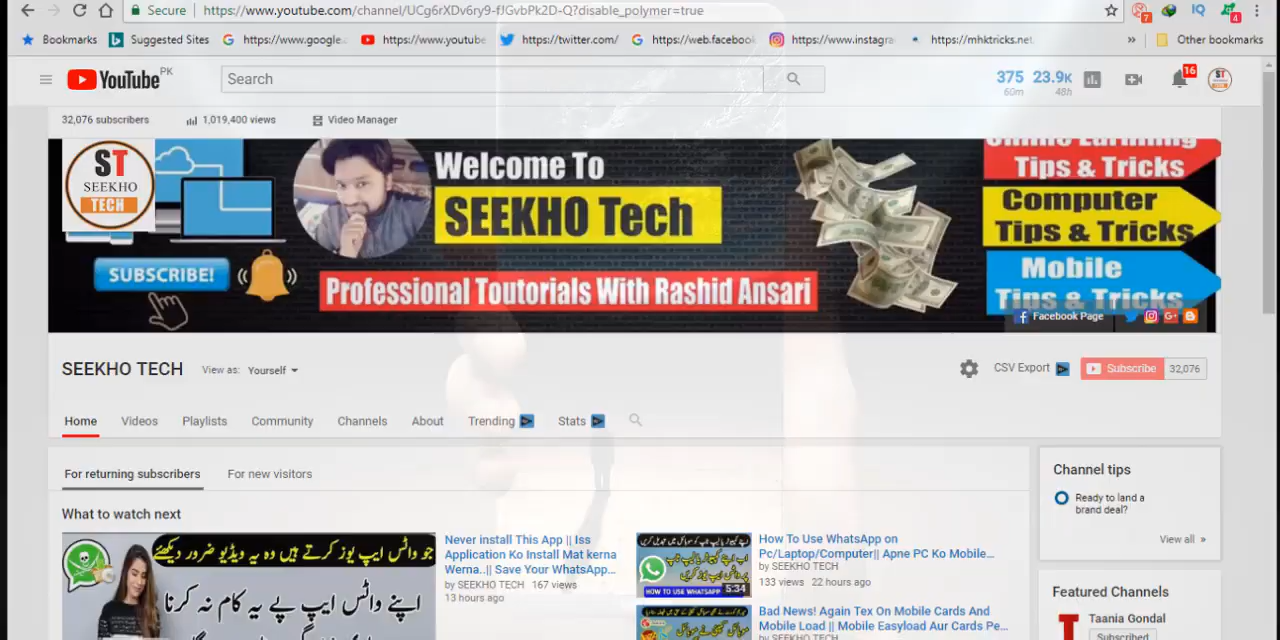 Secure
https://www.youtube.com/channel/UCg6rXDv6ry9-fJGvbPk2D-Q?disable_polymer=true
7
4
Bookmarks
Suggested Sites
https://www.google.
https://www.youtube
https://twitter.com/
https://web.faceboo
https://www.instagra
https://mhktricks.net
Other bookmarks
YouTube PK
Search
375
60m
23.9K
48h
16
32,076 subscribers
1,019,400 views
Video Manager
ST
SEEKHO
TECH
Welcome To
SEEKHO Tech
SUBSCRIBE!
Professional Toutorials With Rashid Ansari
Online Earning
Tips & Tricks
Computer
Tips & Tricks
Mobile
Tips & Tricks
Facebook Page
SEEKHO TECH
View as: Yourself
CSV Export
Subscribe
32,076
Home
Videos
Playlists
Community
Channels
About
Trending
Stats
For returning subscribers
For new visitors
What to watch next
جو واٹس ایپ یوز کرتے ہیں وہ یہ ویڈیو ضرور دیکھئے
اپنے واٹس ایپ پے یہ کام نہ کرنا
Never install This App || Iss
Application Ko Install Mat kerna
Werna..|| Save Your WhatsApp...
by SEEKHO TECH 167 views
13 hours ago
HOW TO USE WHATSAPP
5:34
How To Use WhatsApp on
Pc/Laptop/Computer|| Apne PC Ko Mobile...
by SEEKHO TECH
133 views 22 hours ago
Bad News! Again Tex On Mobile Cards And
Mobile Load || Mobile Easyload Aur Cards Pe...
by SEEKHO TECH
Channel tips
Ready to land a
brand deal?
View all »
Featured Channels
Taania Gondal
Subscribed